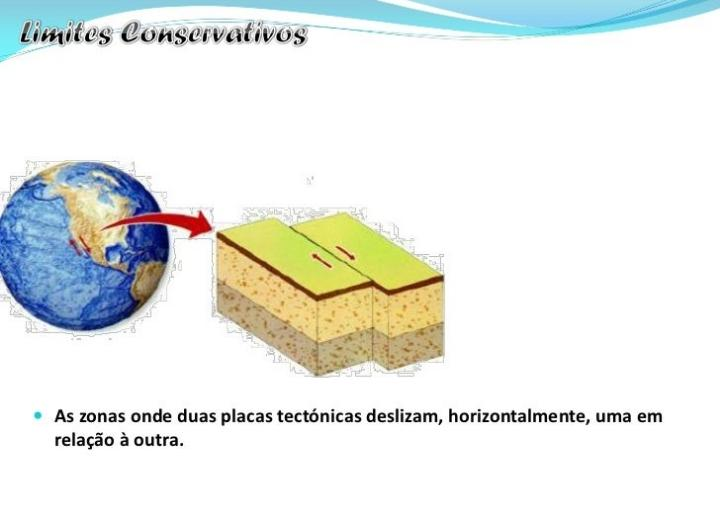 Limites Conservativos
As zonas onde duas placas tectónicas deslizam, horizontalmente, uma em
relação à outra.